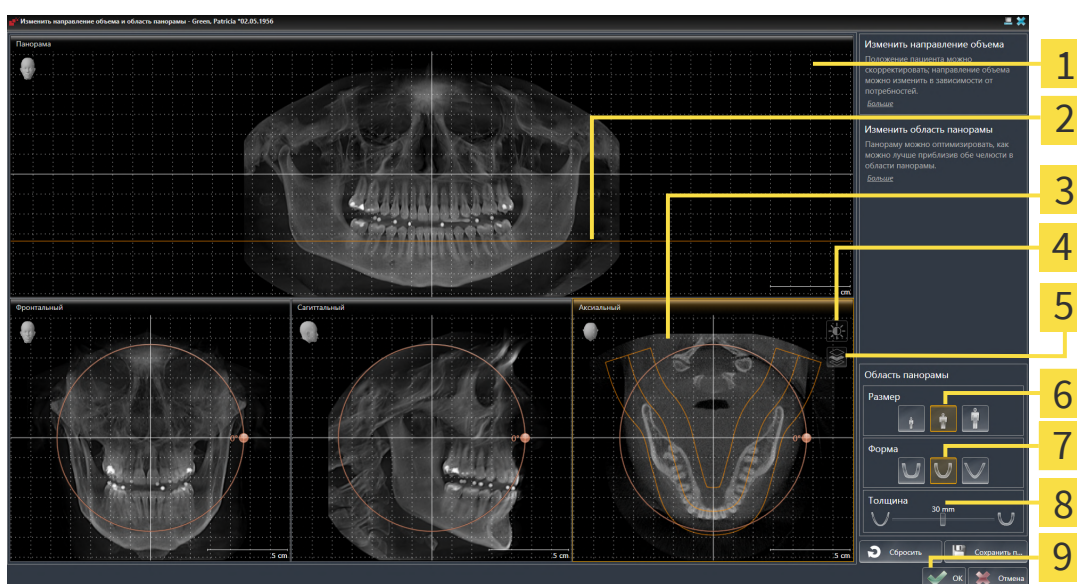 Изменить направление объема и область панорамы - Green, Patricia *02.05.1956
Панорама
cm
Фронтальный
0°
5 cm
Сагиттальный
0°
5 cm
Аксиальный
0°
5 cm
Изменить направление объема
Положение пациента можно
скорректировать; направление объема
можно изменить в зависимости от
потребностей.
Больше
Изменить область панорамы
Панораму можно оптимизировать, как
можно лучше приблизив обе челюсти в
области панорамы.
Больше
Область панорамы
Размер
Форма
Толщина
30 mm
Сбросить
Сохранить п...
OK
Отмена
1
2
3
4
5
6
7
8
9